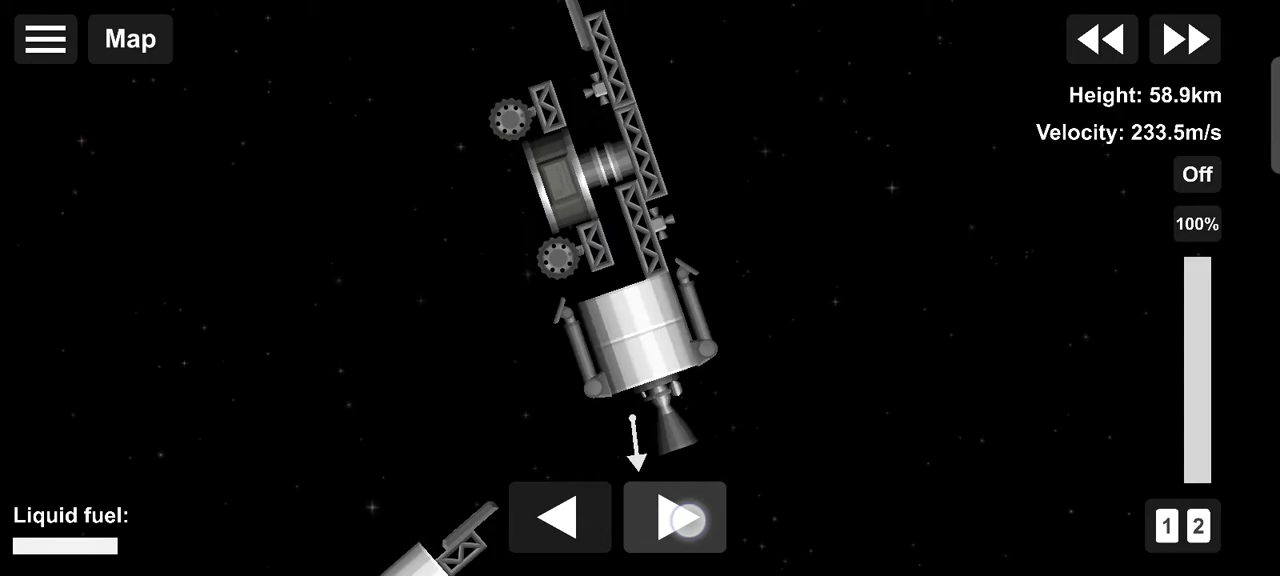 Map
Height: 58.9km
Velocity: 233.5m/s
Off
100%
Liquid fuel:
1 2